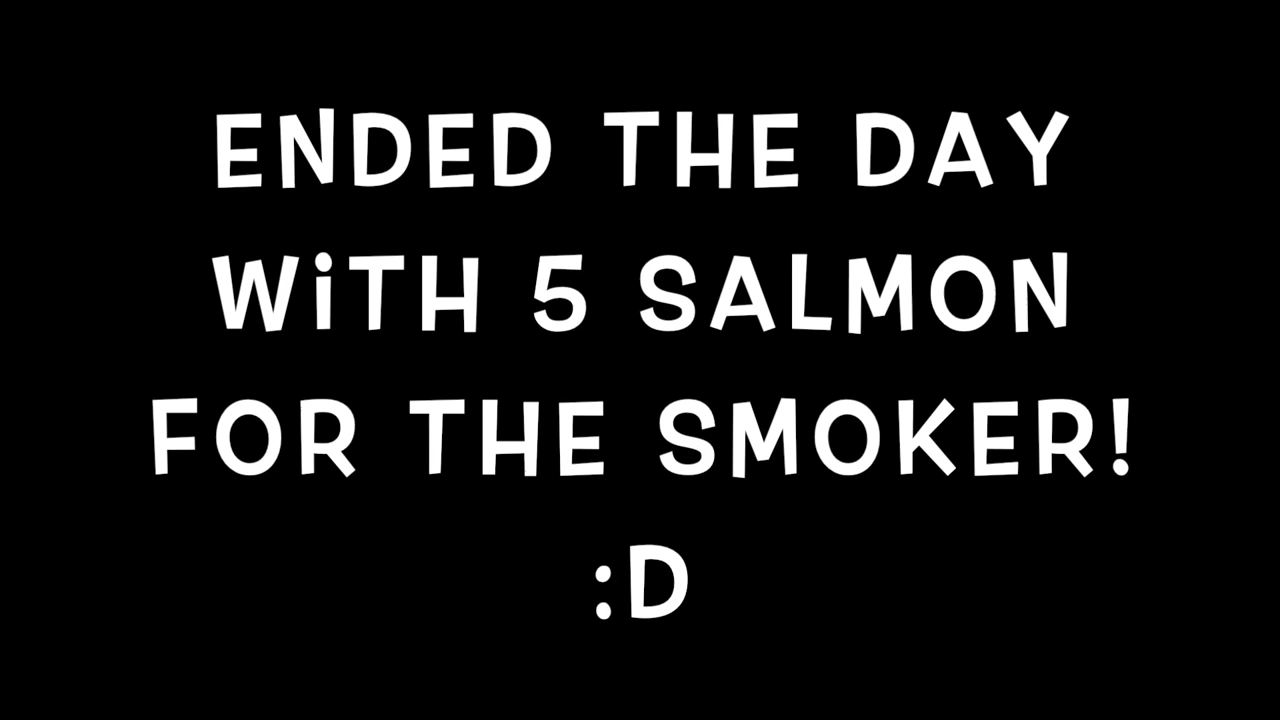 ENDED THE DAY
WiTH 5 SALMON
FOR THE SMOKER!
:D